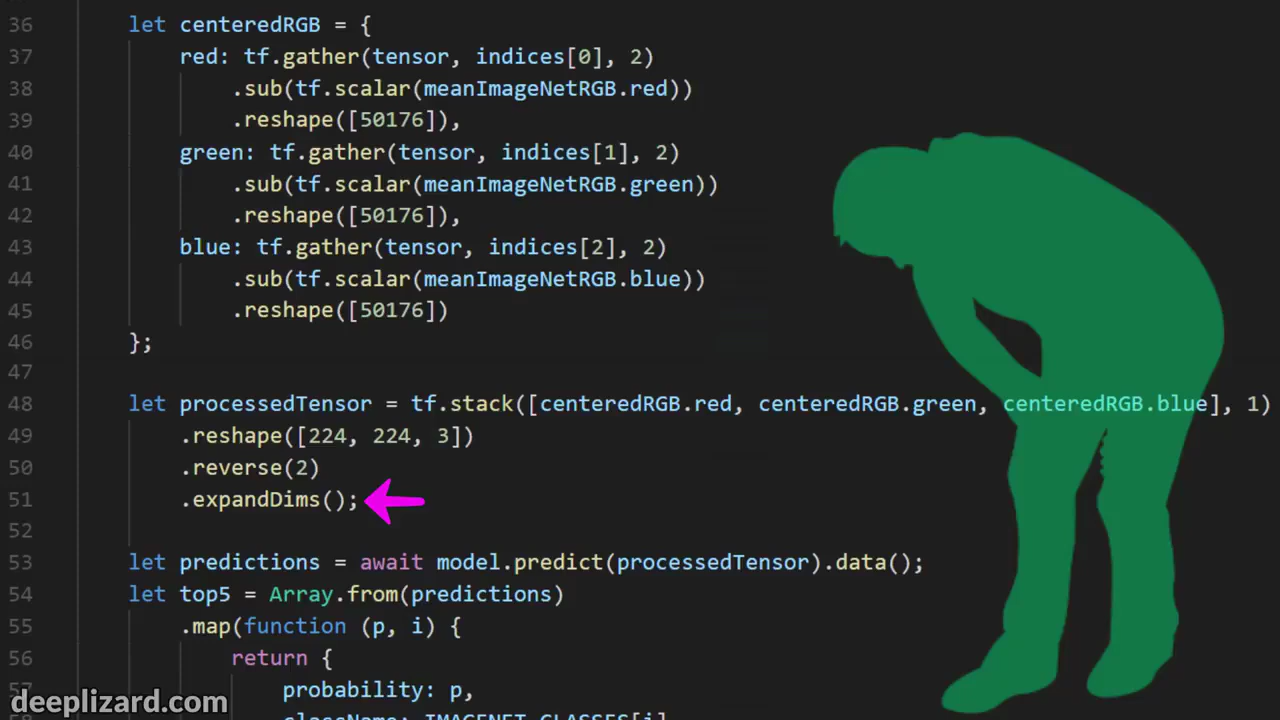 36 let centeredRGB = {
37 red: tf.gather(tensor, indices[0], 2)
38 .sub(tf.scalar(meanImageNetRGB.red))
39 .reshape([50176]),
40 green: tf.gather(tensor, indices[1], 2)
41 .sub(tf.scalar(meanImageNetRGB.green))
42 .reshape([50176]),
43 blue: tf.gather(tensor, indices[2], 2)
44 .sub(tf.scalar(meanImageNetRGB.blue))
45 .reshape([50176])
46 };
47
48 let processedTensor = tf.stack([centeredRGB.red, centeredRGB.green, centeredRGB.blue], 1)
49 .reshape([224, 224, 3])
50 .reverse(2)
51 .expandDims();
52
53 let predictions = await model.predict(processedTensor).data();
54 let top5 = Array.from(predictions)
55 .map(function (p, i) {
56 return {
probability: p,
className: IMAGENET_CLASSES[i]
deeplizard.com